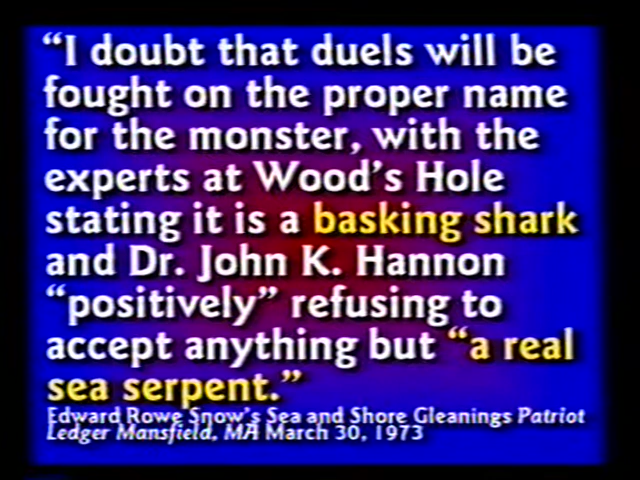 “I doubt that duels will be
fought on the proper name
for the monster, with the
experts at Wood’s Hole
stating it is a basking shark
and Dr. John K. Hannon
“positively” refusing to
accept anything but “a real
sea serpent.”
Edward Rowe Snow’s Sea and Shore Gleanings Patriot
Ledger Mansfield, MA March 30, 1973